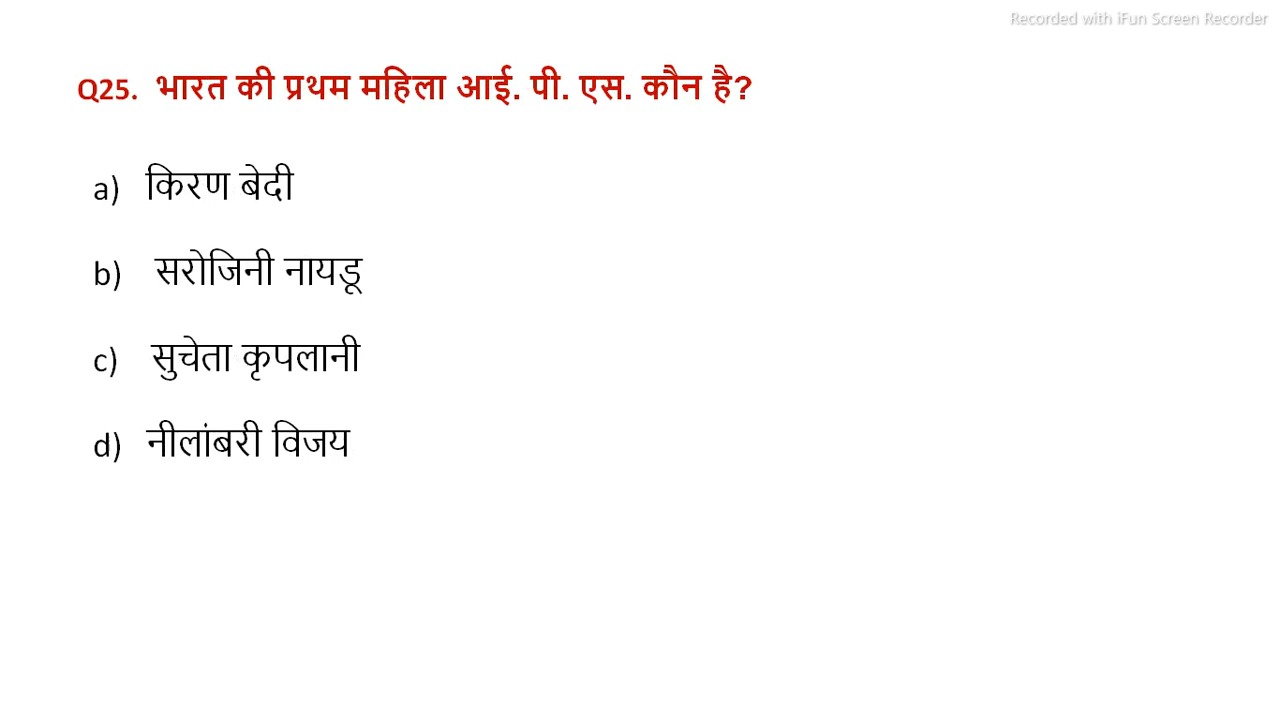 Recorded with iFun Screen Recorder
Q25. भारत की प्रथम महिला आई. पी. एस. कौन है?
a) किरण बेदी
b) सरोजिनी नायडू
c) सुचेता कृपलानी
d) नीलांबरी विजय